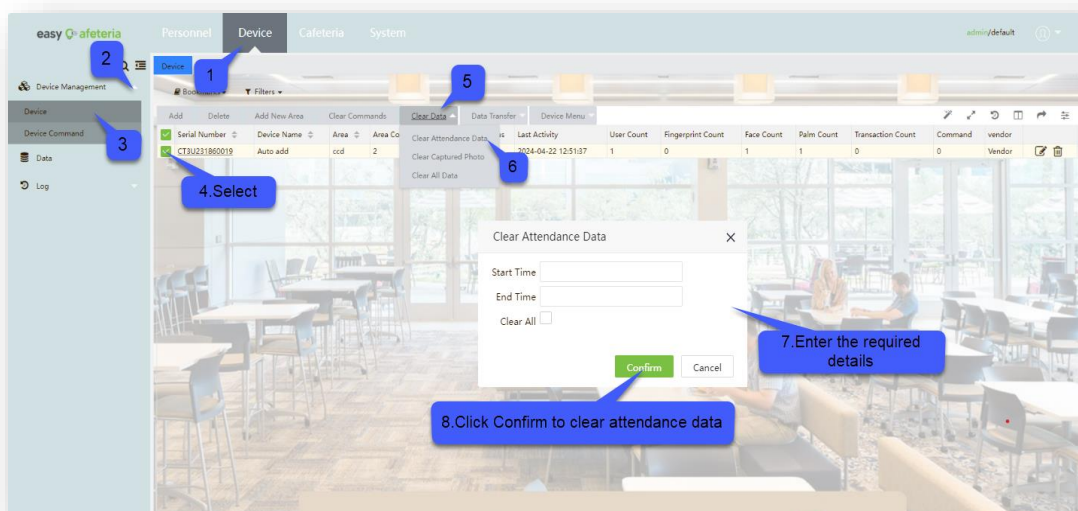 easy afeteria
Personnel Device Cafeteria System
admin/default
2
1
5
Device
Device Management
Filters
Device
Add Delete Add New Area Clear Commands Clear Data Data Transfer Device Menu
Device Command
3
Serial Number Device Name Area Area Co Last Activity User Count Fingerprint Count Face Count Palm Count Transaction Count Command vendor
Clear Attendance Data
CT3U231860019 Auto add ccd 2 2024-04-22 12:51:37 1 0 1 1 0 0 Vendor
Data
Clear Captured Photo
6
Clear All Data
Log
4.Select
Clear Attendance Data
Start Time
End Time
Clear All
7.Enter the required
details
Confirm Cancel
8.Click Confirm to clear attendance data